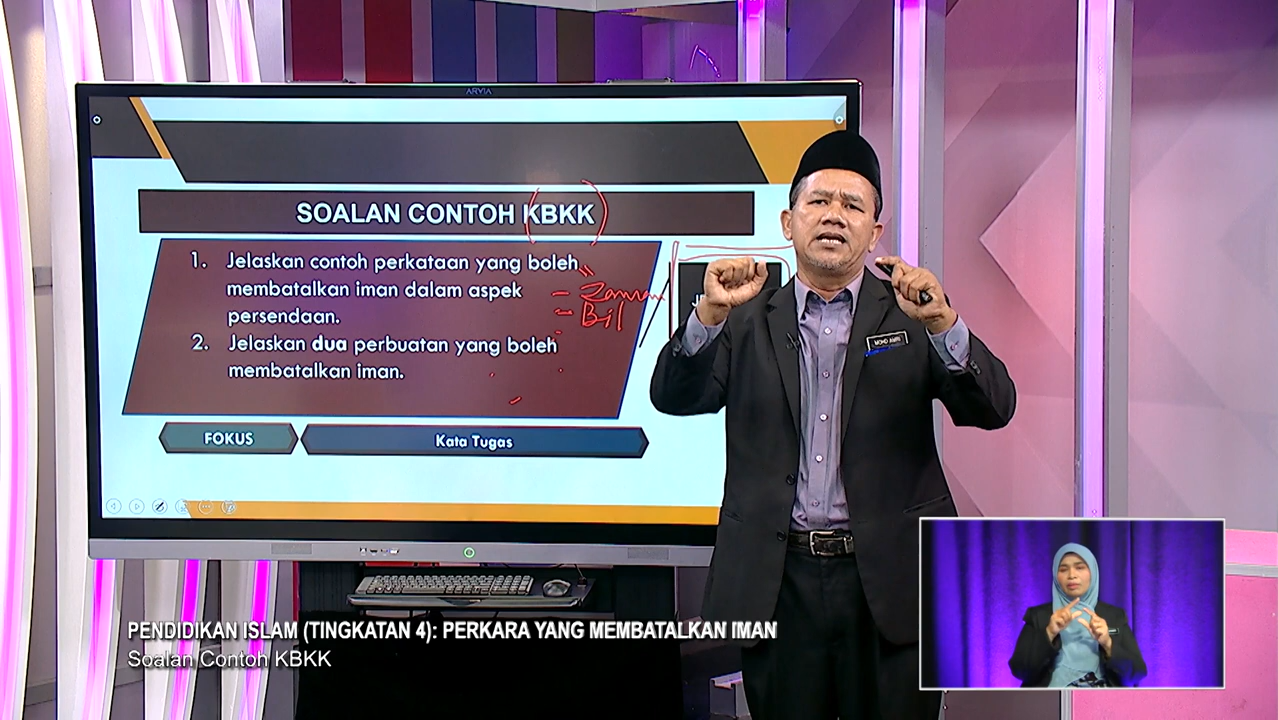 ARVIA
SOALAN CONTOH KBKK
1. Jelaskan contoh perkataan yang boleh
membatalkan iman dalam aspek
persendaan.
2. Jelaskan dua perbuatan yang boleh
membatalkan iman.
- Zaman
- Bil
FOKUS
Kata Tugas
MOHD AMRI
PENDIDIKAN ISLAM (TINGKATAN 4): PERKARA YANG MEMBATALKAN IMAN
Soalan Contoh KBKK